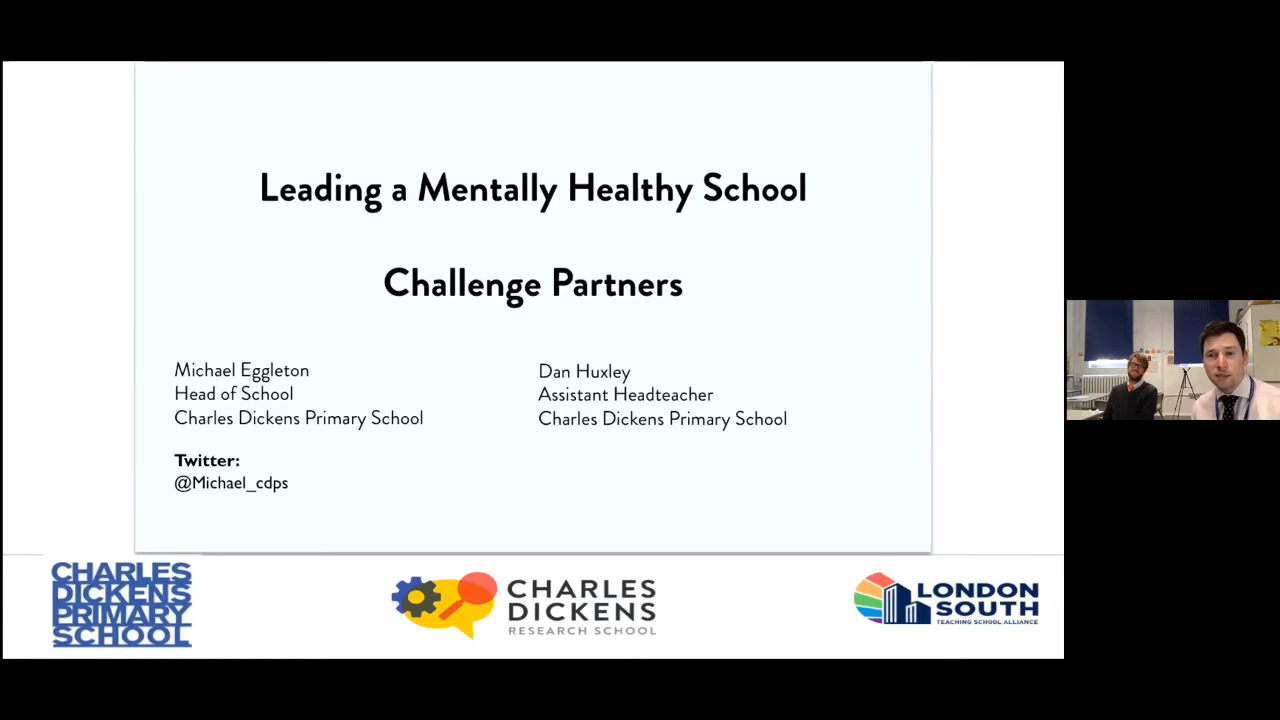 Leading a Mentally Healthy School
Challenge Partners
Michael Eggleton
Head of School
Charles Dickens Primary School
Dan Huxley
Assistant Headteacher
Charles Dickens Primary School
Twitter:
@Michael_cdps
CHARLES
DICKENS
PRIMARY
SCHOOL
CHARLES
DICKENS
RESEARCH SCHOOL
LONDON
SOUTH
TEACHING SCHOOL ALLIANCE